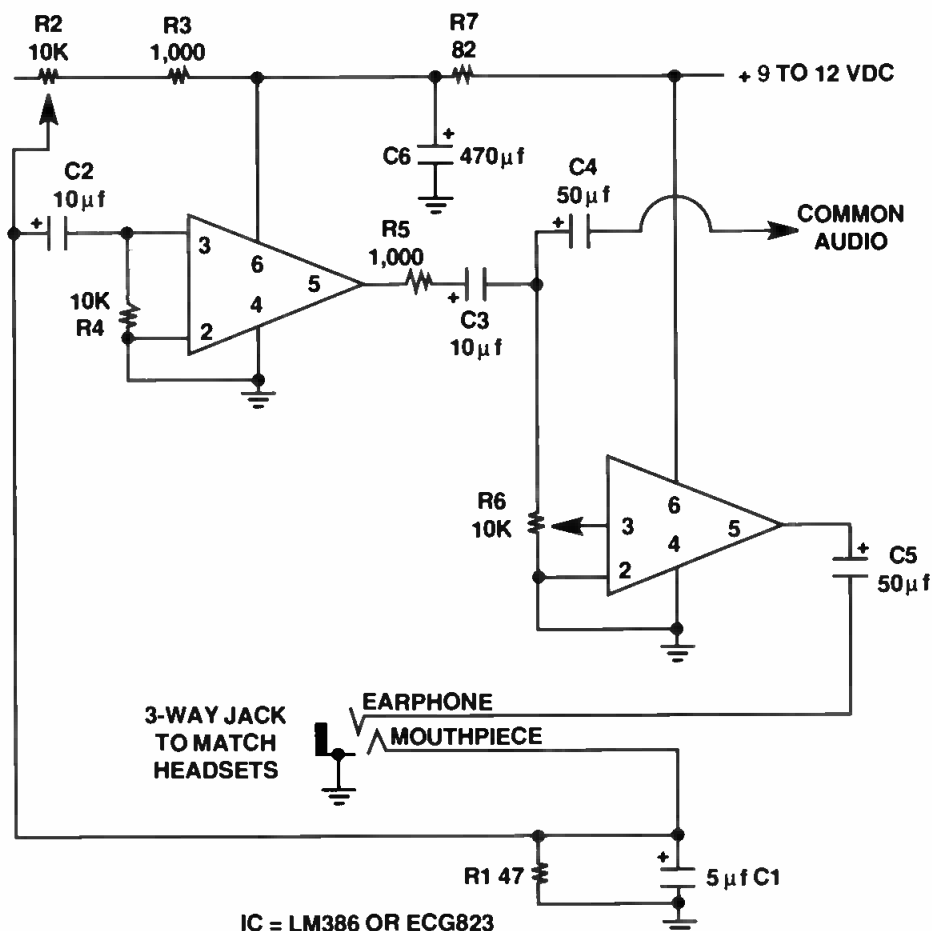 R2
10K
R3
1,000
R7
82
+ 9 TO 12 VDC
C2
10μf
+
C6
+
470μf
C4
50μf
+
COMMON
AUDIO
R5
1,000
3
6
5
4
2
10K
R4
+
C3
10μf
R6
10K
3
6
5
4
2
+
C5
50μf
3-WAY JACK
TO MATCH
HEADSETS
EARPHONE
MOUTHPIECE
R1 47
+
5μf C1
IC = LM386 OR ECG823